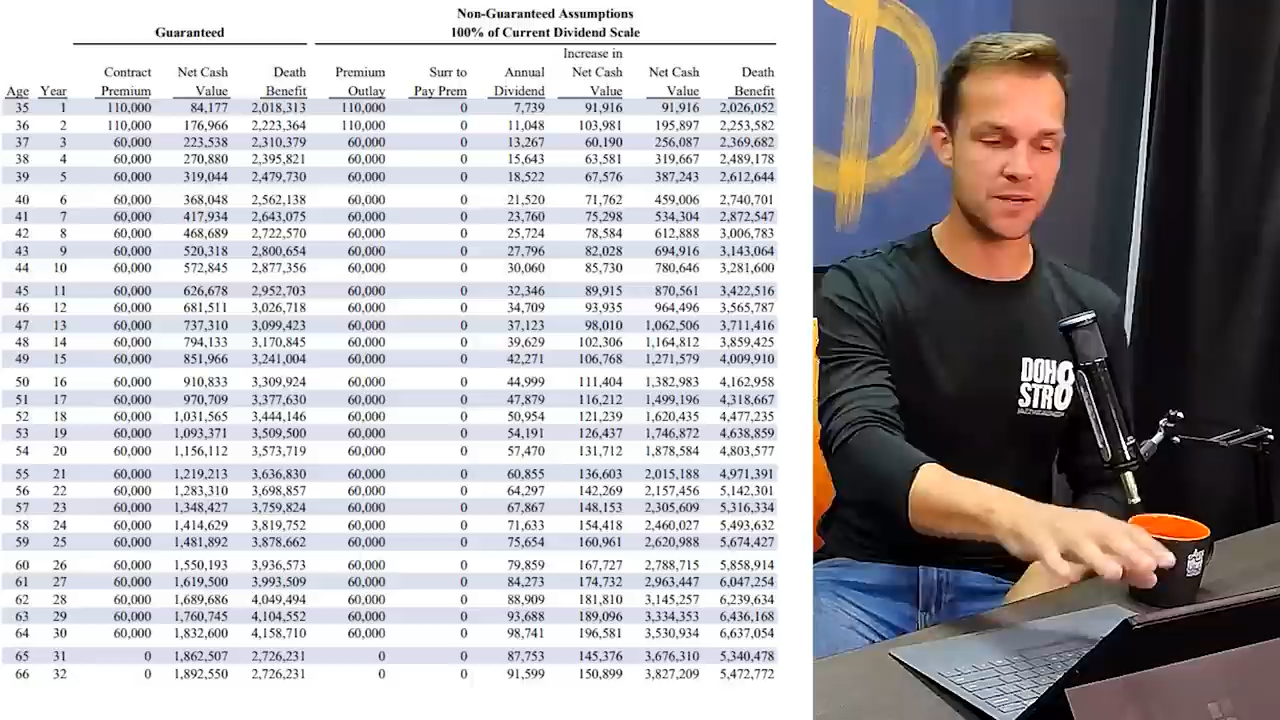 Non-Guaranteed Assumptions
Guaranteed 100% of Current Dividend Scale
Increase in
Contract Net Cash Death Premium Surr to Annual Net Cash Net Cash Death
Age Year Premium Value Benefit Outlay Pay Prem Dividend Value Value Benefit
35 1 110,000 84,177 2,018,313 110,000 0 7,739 91,916 91,916 2,026,052
36 2 110,000 176,966 2,223,364 110,000 0 11,048 103,981 195,897 2,253,582
37 3 60,000 223,538 2,310,379 60,000 0 13,267 60,190 256,087 2,369,682
38 4 60,000 270,880 2,395,821 60,000 0 15,643 63,581 319,667 2,489,178
39 5 60,000 319,044 2,479,730 60,000 0 18,522 67,576 387,243 2,612,644
40 6 60,000 368,048 2,562,138 60,000 0 21,520 71,762 459,006 2,740,701
41 7 60,000 417,934 2,643,075 60,000 0 23,760 75,298 534,304 2,872,547
42 8 60,000 468,689 2,722,570 60,000 0 25,724 78,584 612,888 3,006,783
43 9 60,000 520,318 2,800,654 60,000 0 27,796 82,028 694,916 3,143,064
44 10 60,000 572,845 2,877,356 60,000 0 30,060 85,730 780,646 3,281,600
45 11 60,000 626,678 2,952,703 60,000 0 32,346 89,915 870,561 3,422,516
46 12 60,000 681,511 3,026,718 60,000 0 34,709 93,935 964,496 3,565,787
47 13 60,000 737,310 3,099,423 60,000 0 37,123 98,010 1,062,506 3,711,416
48 14 60,000 794,133 3,170,845 60,000 0 39,629 102,306 1,164,812 3,859,425
49 15 60,000 851,966 3,241,004 60,000 0 42,271 106,768 1,271,579 4,009,910
50 16 60,000 910,833 3,309,924 60,000 0 44,999 111,404 1,382,983 4,162,958
51 17 60,000 970,709 3,377,630 60,000 0 47,879 116,212 1,499,196 4,318,667
52 18 60,000 1,031,565 3,444,146 60,000 0 50,954 121,239 1,620,435 4,477,235
53 19 60,000 1,093,371 3,509,500 60,000 0 54,191 126,437 1,746,872 4,638,859
54 20 60,000 1,156,112 3,573,719 60,000 0 57,470 131,712 1,878,584 4,803,577
55 21 60,000 1,219,213 3,636,830 60,000 0 60,855 136,603 2,015,188 4,971,391
56 22 60,000 1,283,310 3,698,857 60,000 0 64,297 142,269 2,157,456 5,142,301
57 23 60,000 1,348,427 3,759,824 60,000 0 67,867 148,153 2,305,609 5,316,334
58 24 60,000 1,414,629 3,819,752 60,000 0 71,633 154,418 2,460,027 5,493,632
59 25 60,000 1,481,892 3,878,662 60,000 0 75,654 160,961 2,620,988 5,674,427
60 26 60,000 1,550,193 3,936,573 60,000 0 79,859 167,727 2,788,715 5,858,914
61 27 60,000 1,619,500 3,993,509 60,000 0 84,273 174,732 2,963,447 6,047,254
62 28 60,000 1,689,686 4,049,494 60,000 0 88,909 181,810 3,145,257 6,239,634
63 29 60,000 1,760,745 4,104,552 60,000 0 93,688 189,096 3,334,353 6,436,168
64 30 60,000 1,832,600 4,158,710 60,000 0 98,741 196,581 3,530,934 6,637,054
65 31 0 1,862,507 2,726,231 0 0 87,753 145,376 3,676,310 5,340,478
66 32 0 1,892,550 2,726,231 0 0 91,599 150,899 3,827,209 5,472,772
DOH
STR8